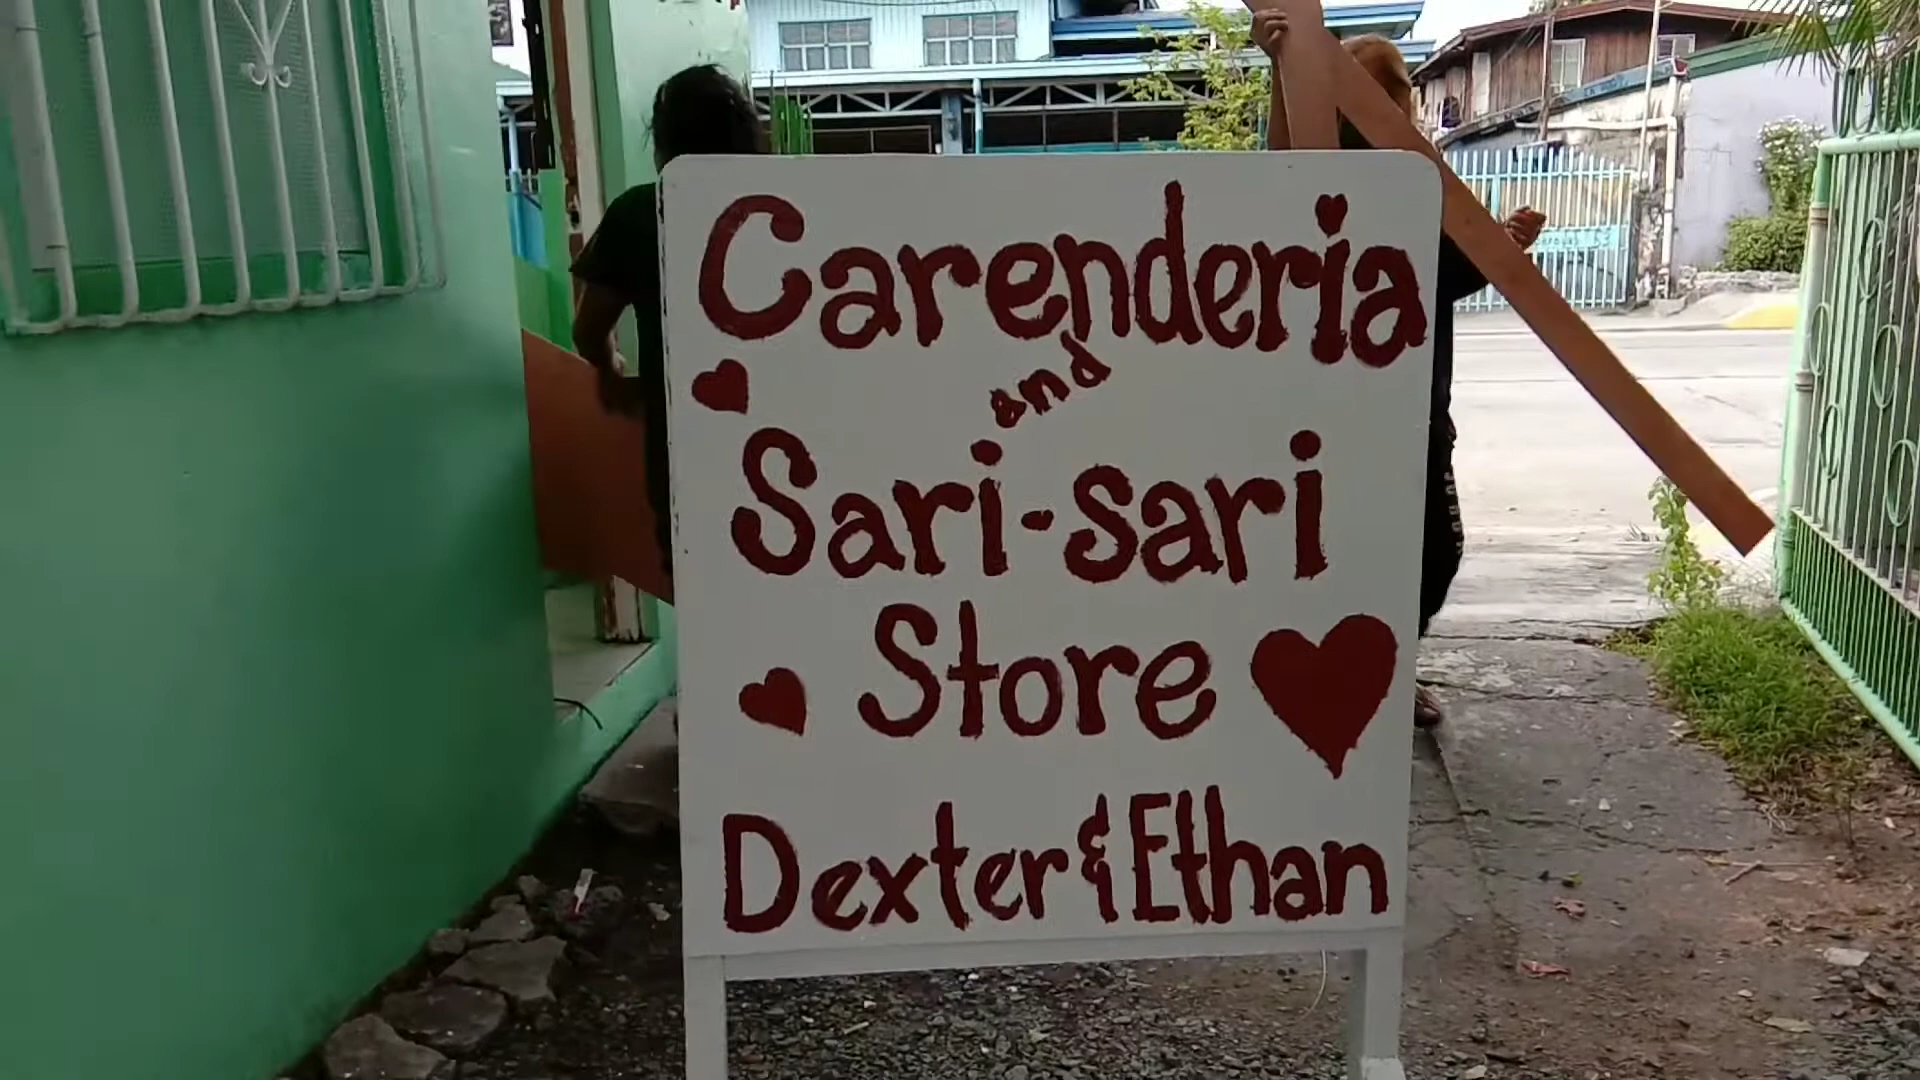 Carenderia
and
Sari-sari
Store
Dexter & Ethan